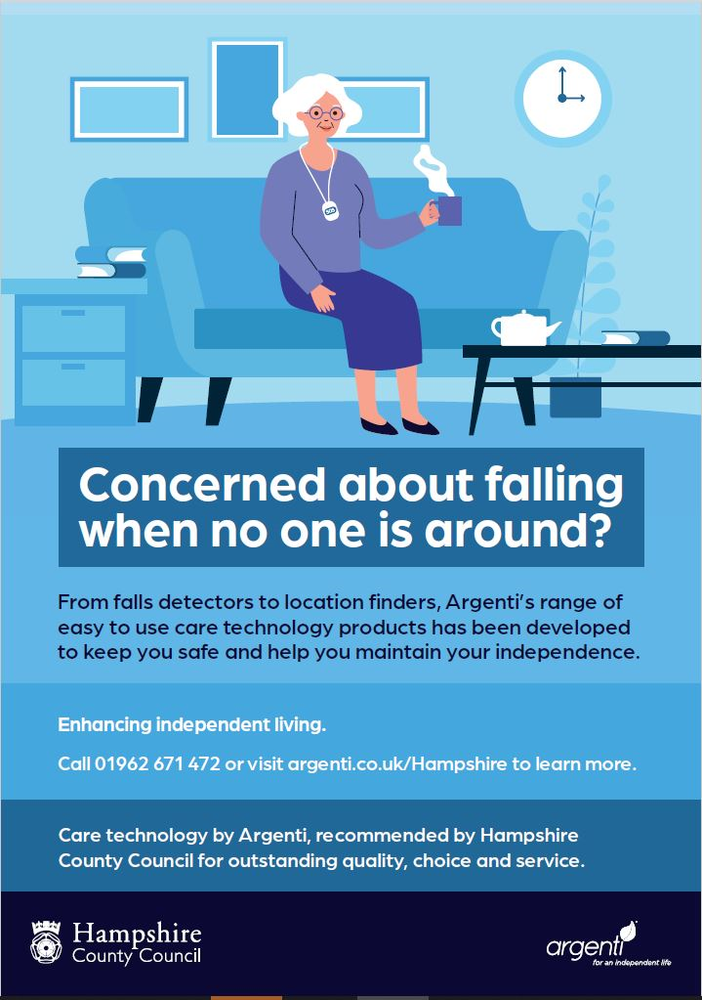 Concerned about falling
when no one is around?
From falls detectors to location finders, Argenti’s range of
easy to use care technology products has been developed
to keep you safe and help you maintain your independence.
Enhancing independent living.
Call 01962 671 472 or visit argenti.co.uk/Hampshire to learn more.
Care technology by Argenti, recommended by Hampshire
County Council for outstanding quality, choice and service.
Hampshire
County Council
argenti
for an independent life